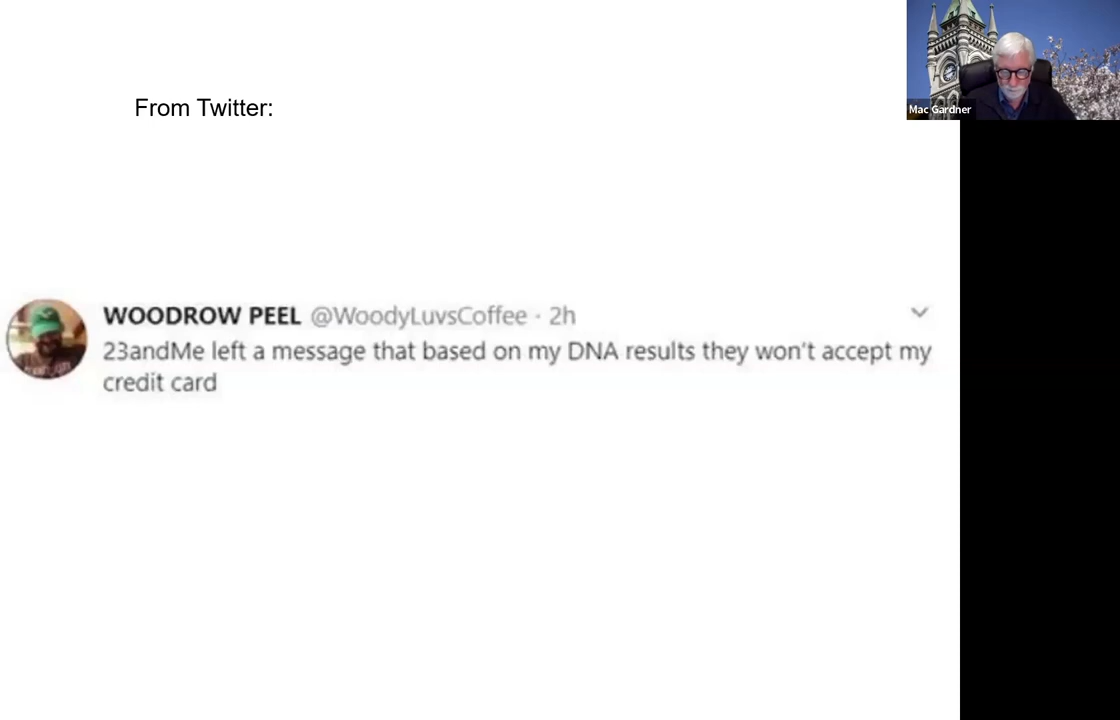 From Twitter:
Mac Gardner
WOODROW PEEL @WoodyLuvsCoffee · 2h
23andMe left a message that based on my DNA results they won't accept my
credit card